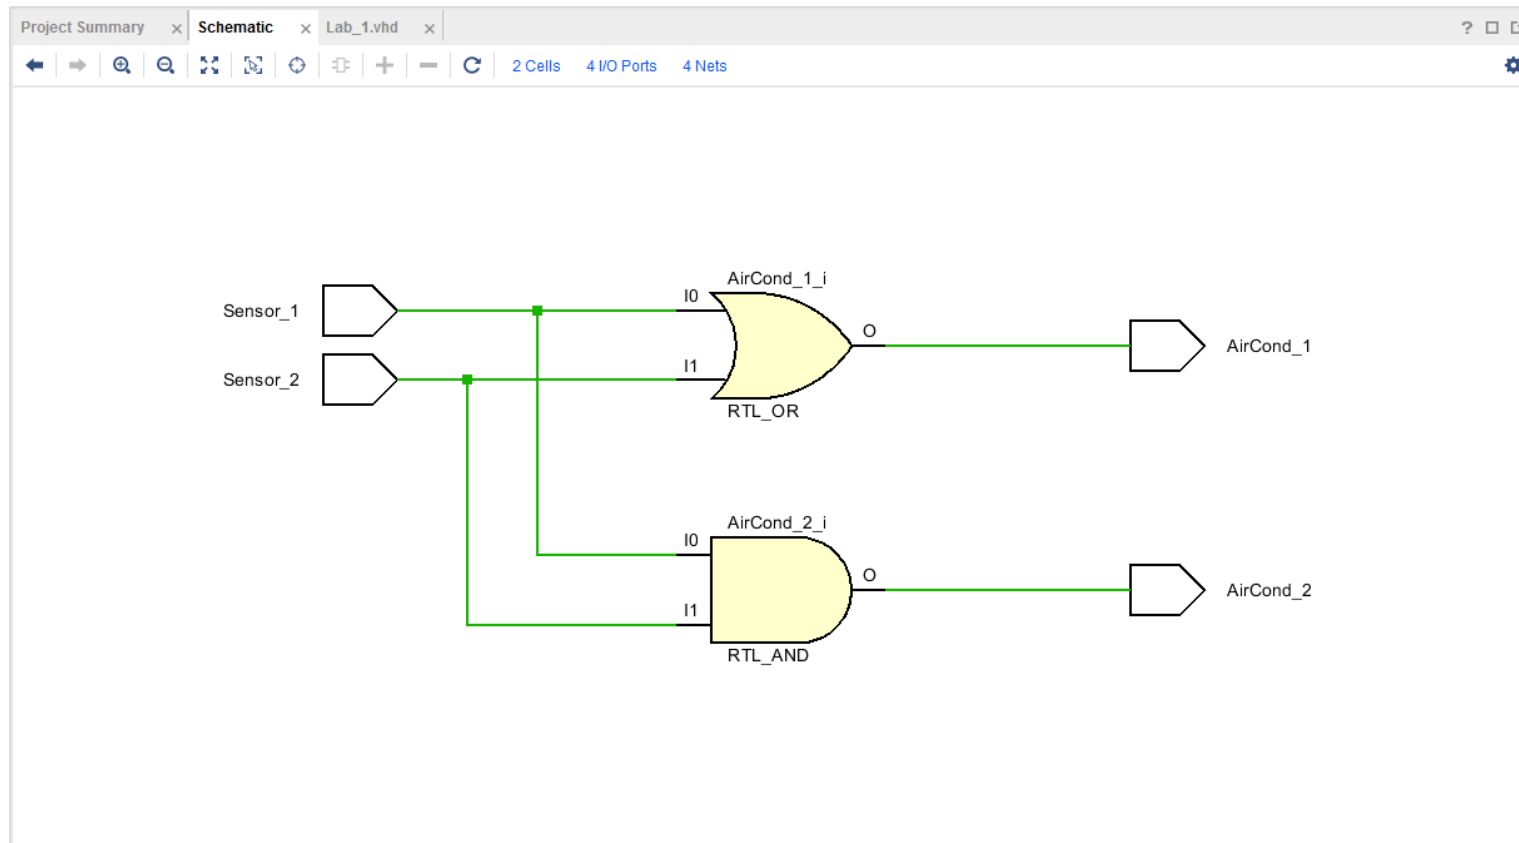 Project Summary
Schematic
Lab_1.vhd
?
2 Cells
4 I/O Ports
4 Nets
AirCond_1_i
Sensor_1
I0
O
AirCond_1
Sensor_2
I1
RTL_OR
AirCond_2_i
I0
O
AirCond_2
I1
RTL_AND